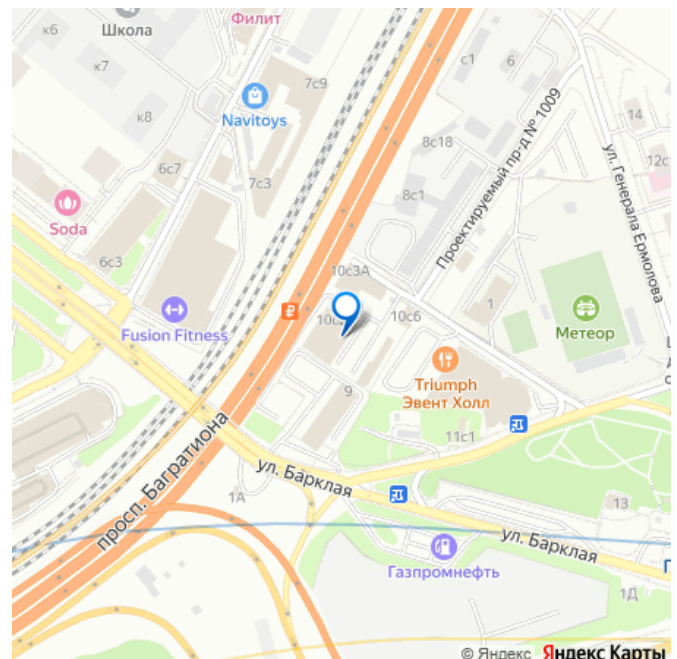 Филит
к6
Школа
7с9
с1
6
к7
Navitoys
14
к8
8с18
12с
Проектируемый пр-д № 1009
ул. Генерала Ермолова
6с7
7с3
8с1
Soda
6с3
10с3А
1
10с6
Метеор
Fusion Fitness
Triumph
Эвент Холл
9
11с1
просп. Багратиона
ул. Барклая
1А
13
ул. Барклая
Газпромнефть
1Д
© Яндекс Яндекс Карты